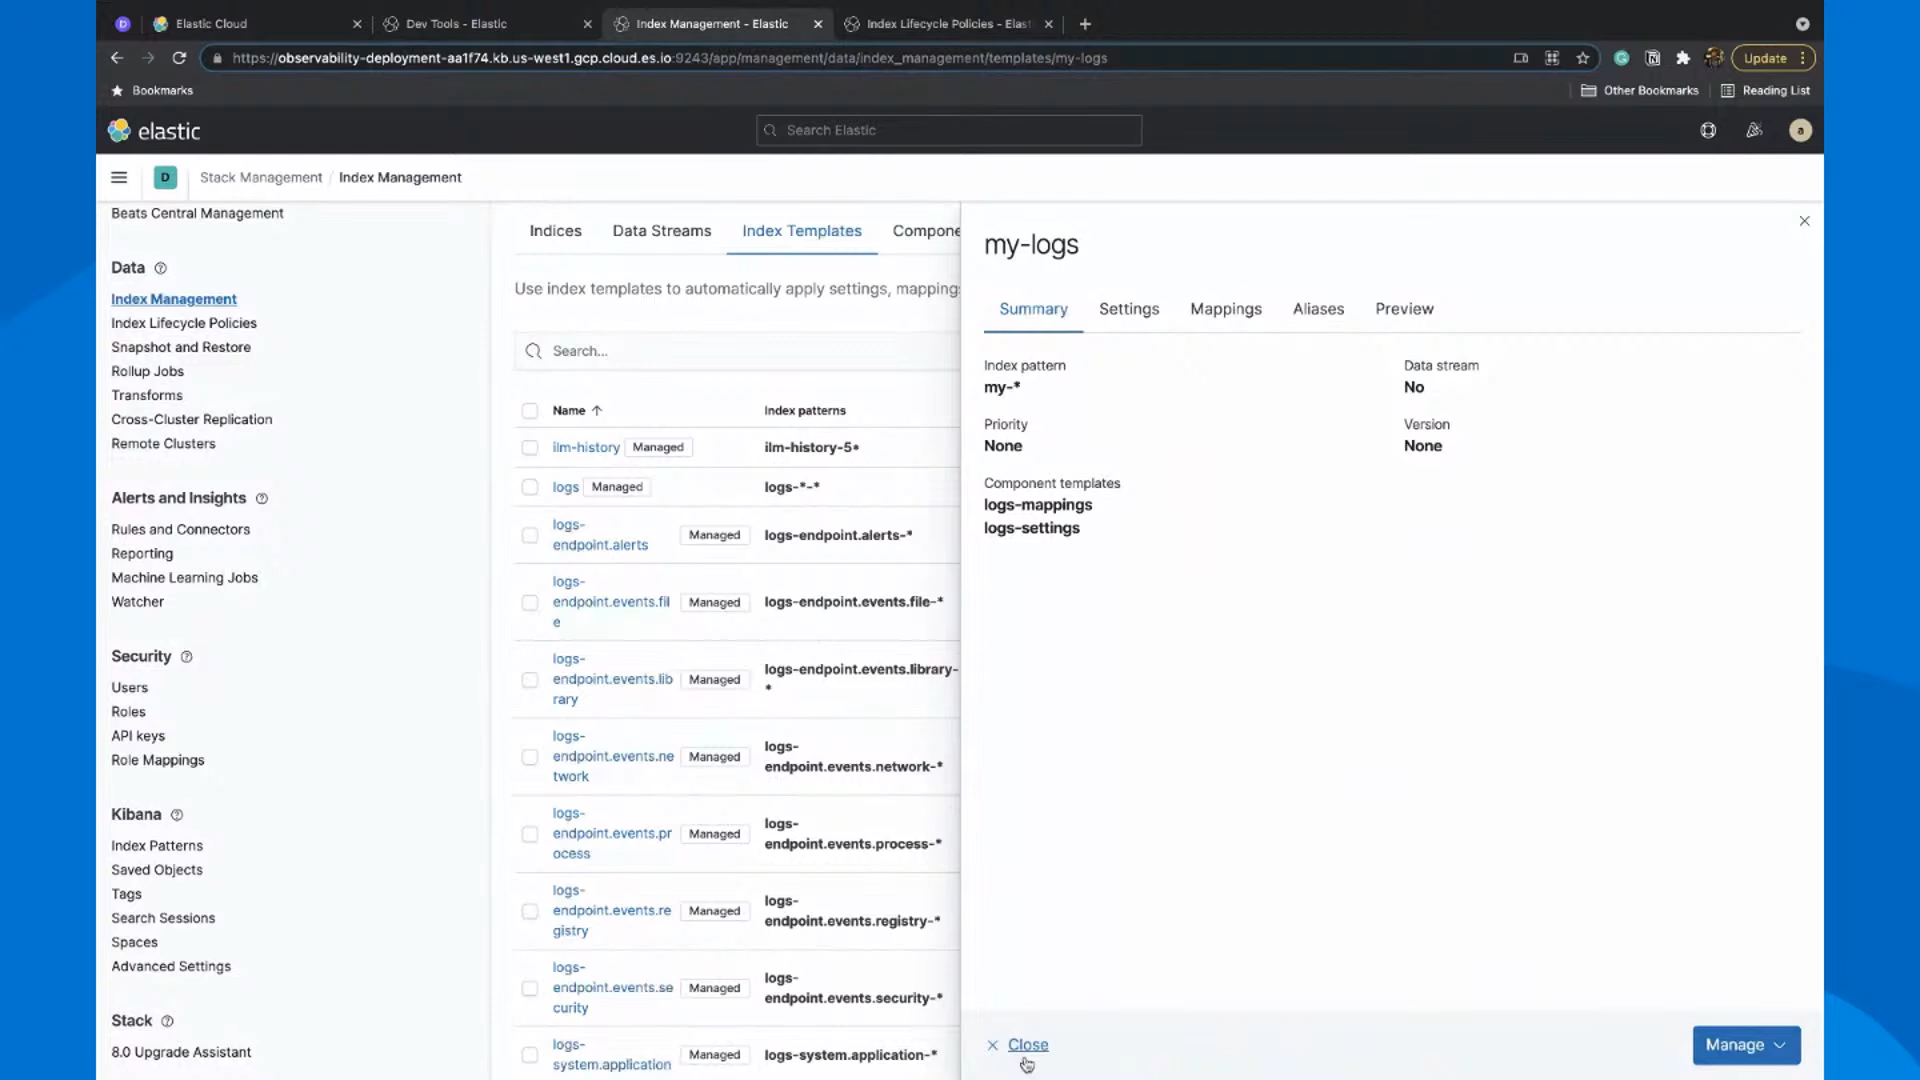 D
Elastic Cloud
Dev Tools - Elastic
Index Management - Elastic
Index Lifecycle Policies - Elast
https://observability-deployment-aa1f74.kb.us-west1.gcp.cloud.es.io:9243/app/management/data/index_management/templates/my-logs
Update
Bookmarks
Other Bookmarks
Reading List
elastic
Search Elastic
a
D
Stack Management / Index Management
Beats Central Management
Data
Index Management
Index Lifecycle Policies
Snapshot and Restore
Rollup Jobs
Transforms
Cross-Cluster Replication
Remote Clusters
Alerts and Insights
Rules and Connectors
Reporting
Machine Learning Jobs
Watcher
Security
Users
Roles
API keys
Role Mappings
Kibana
Index Patterns
Saved Objects
Tags
Search Sessions
Spaces
Advanced Settings
Stack
8.0 Upgrade Assistant
Indices Data Streams Index Templates Compone
Use index templates to automatically apply settings, mapping
Search...
Name Index patterns
ilm-history Managed ilm-history-5*
logs Managed logs-*-*
logs-
endpoint.alerts Managed logs-endpoint.alerts-*
logs-
endpoint.events.fil Managed logs-endpoint.events.file-*
e
logs-
endpoint.events.lib Managed logs-endpoint.events.library-
rary *
logs-
endpoint.events.ne Managed logs-
twork endpoint.events.network-*
logs-
endpoint.events.pr Managed logs-
ocess endpoint.events.process-*
logs-
endpoint.events.re Managed logs-
gistry endpoint.events.registry-*
logs-
endpoint.events.se Managed logs-
curity endpoint.events.security-*
logs-
system.application Managed logs-system.application-*
my-logs
Summary Settings Mappings Aliases Preview
Index pattern
my-*
Data stream
No
Priority
None
Version
None
Component templates
logs-mappings
logs-settings
Close
Manage